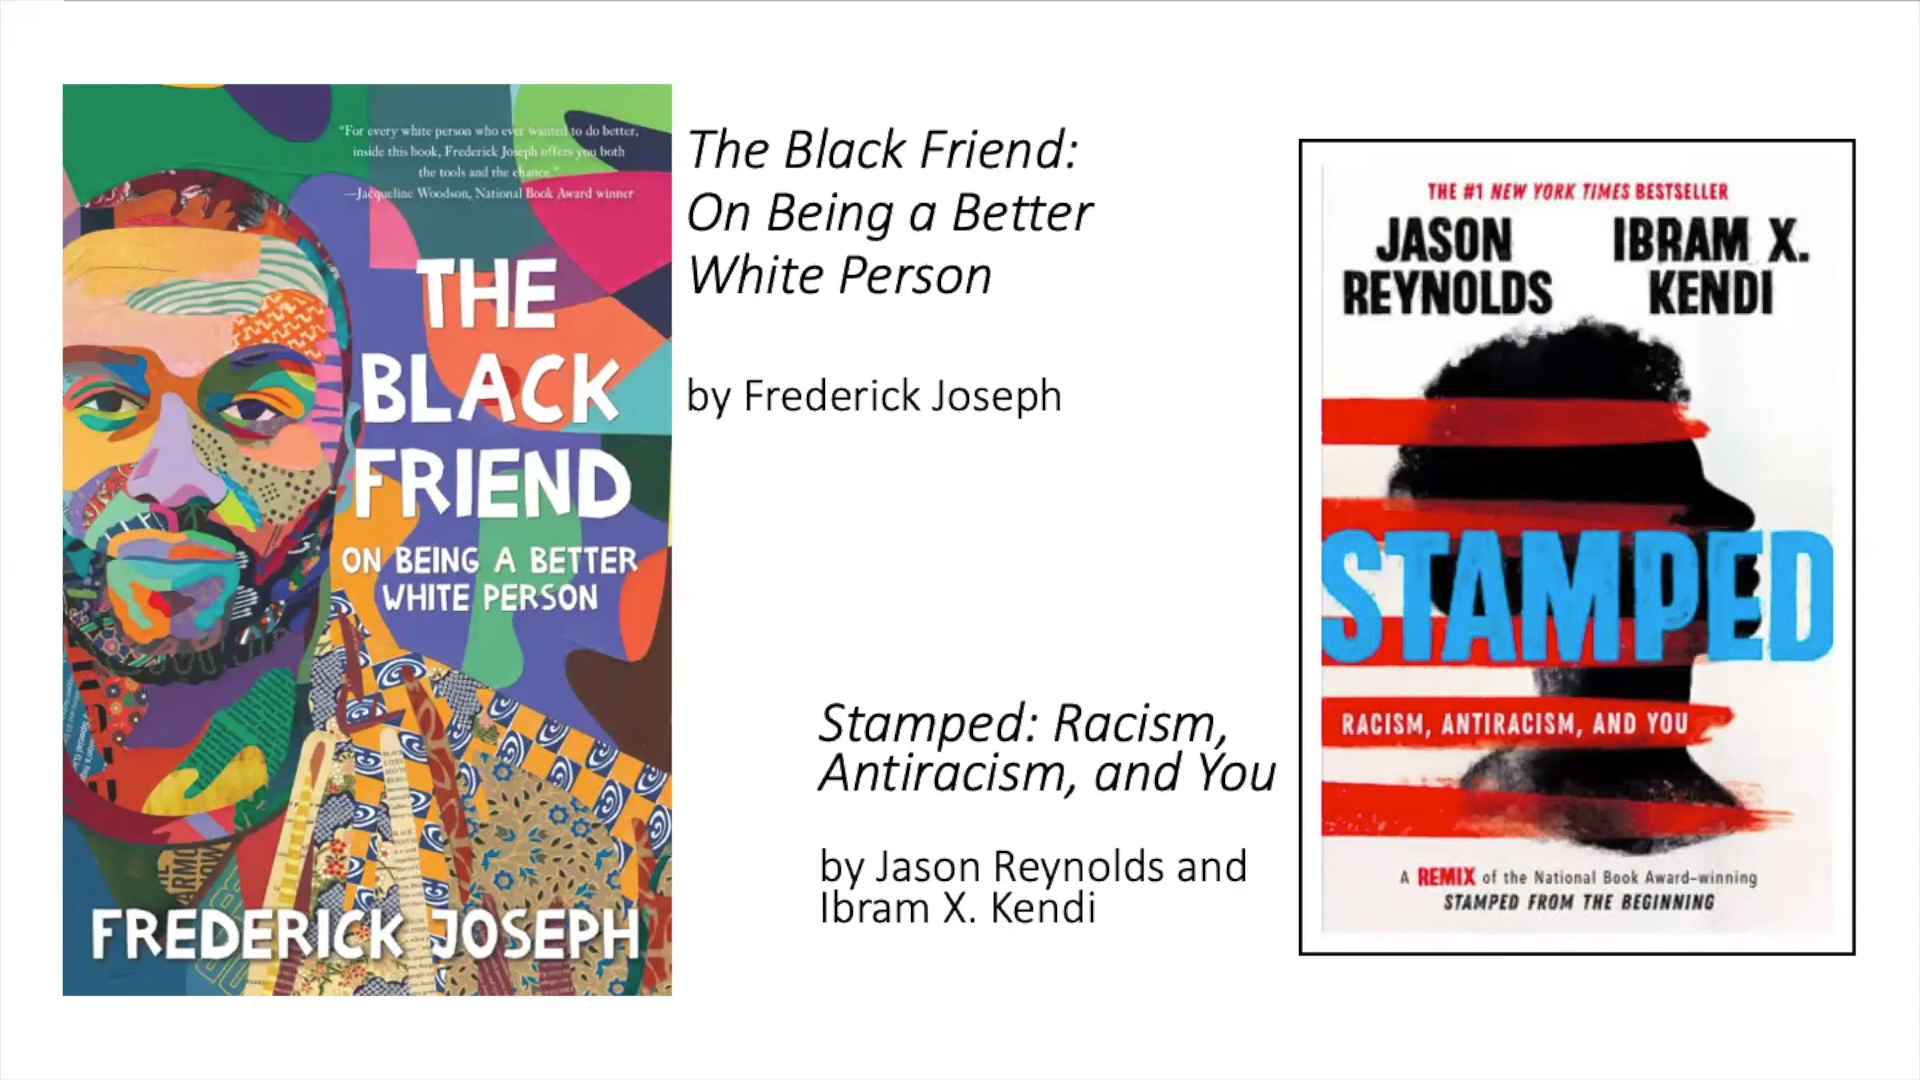 "For every white person who ever wanted to do better,
inside this book, Frederick Joseph offers you both
the tools and the chance."
—Jacqueline Woodson, National Book Award winner
THE
BLACK
FRIEND
ON BEING A BETTER
WHITE PERSON
FREDERICK JOSEPH
The Black Friend:
On Being a Better
White Person
by Frederick Joseph
Stamped: Racism,
Antiracism, and You
by Jason Reynolds and
Ibram X. Kendi
THE #1 NEW YORK TIMES BESTSELLER
JASON
REYNOLDS
IBRAM X.
KENDI
STAMPED
RACISM, ANTIRACISM, AND YOU
A REMIX of the National Book Award–winning
STAMPED FROM THE BEGINNING